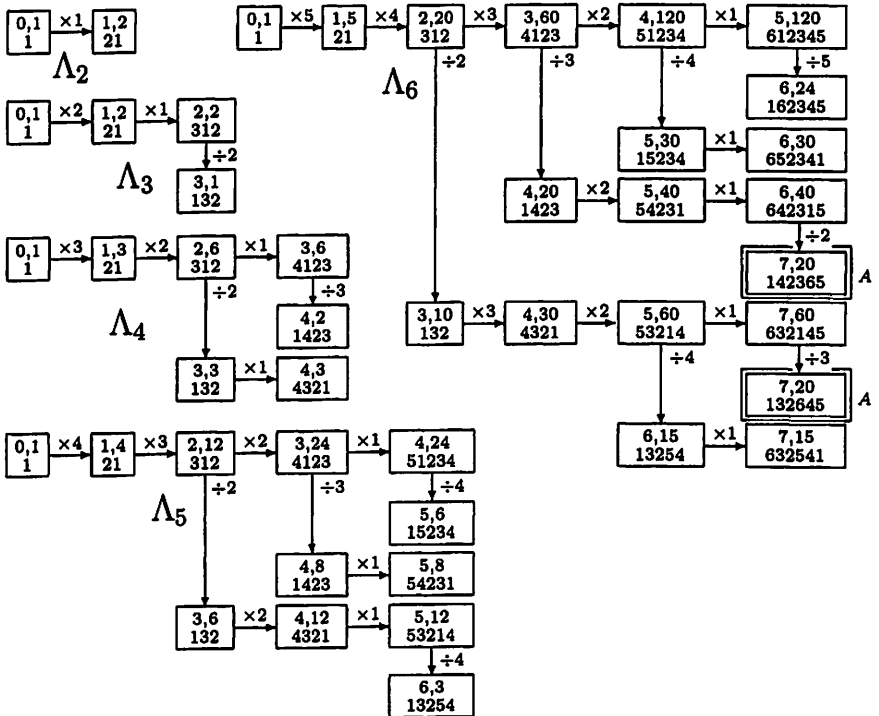 0,1 ×1 1,2
1 21
Λ2
0,1 ×2 1,2 ×1 2,2
1 21 312
÷2
Λ3
3,1
132
0,1 ×3 1,3 ×2 2,6 ×1 3,6
1 21 312 4123
÷2 ÷3
Λ4
4,2
1423
3,3 ×1 4,3
132 4321
0,1 ×4 1,4 ×3 2,12 ×2 3,24 ×1 4,24
1 21 312 4123 51234
÷2 ÷3 ÷4
Λ5
5,6
15234
4,8 ×1 5,8
1423 54231
3,6 ×2 4,12 ×1 5,12
132 4321 53214
÷4
6,3
13254
0,1 ×5 1,5 ×4 2,20 ×3 3,60 ×2 4,120 ×1 5,120
1 21 312 4123 51234 612345
÷2 ÷3 ÷4 ÷5
Λ6
6,24
162345
5,30 ×1 6,30
15234 652341
4,20 ×2 5,40 ×1 6,40
1423 54231 642315
÷2
7,20
142365 A
3,10 ×3 4,30 ×2 5,60 ×1 7,60
132 4321 53214 632145
÷4 ÷3
7,20
132645 A
6,15 ×1 7,15
13254 632541